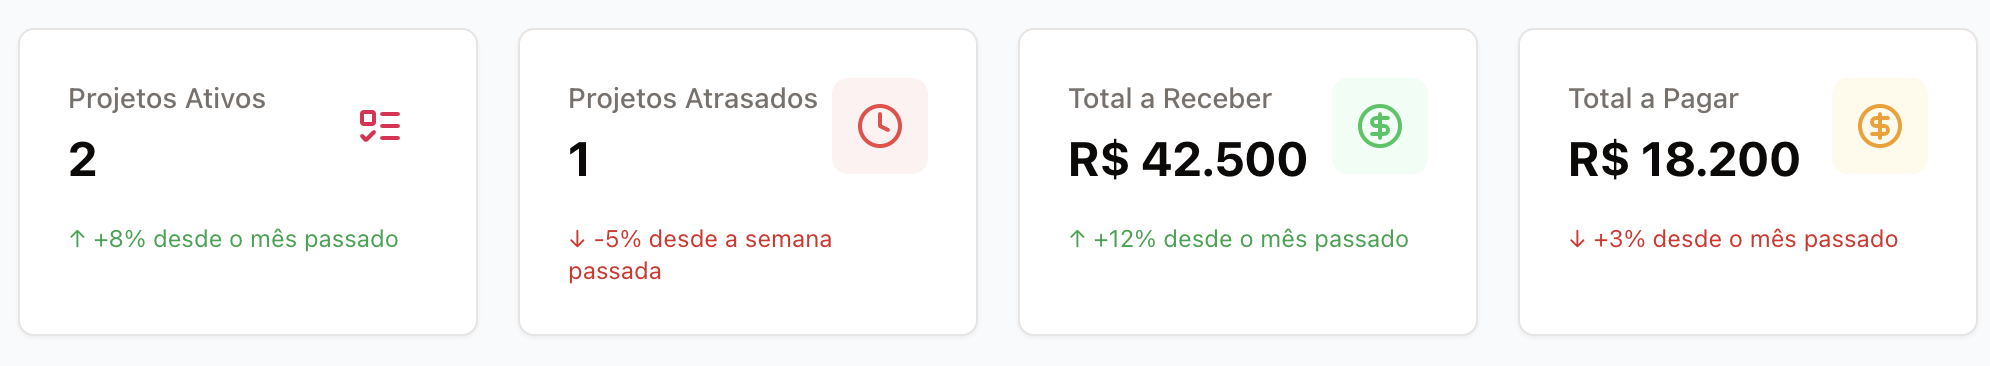 Projetos Ativos
2
↑ +8% desde o mês passado
Projetos Atrasados
1
↓ -5% desde a semana
passada
Total a Receber
R$ 42.500
↑ +12% desde o mês passado
Total a Pagar
R$ 18.200
↓ +3% desde o mês passado